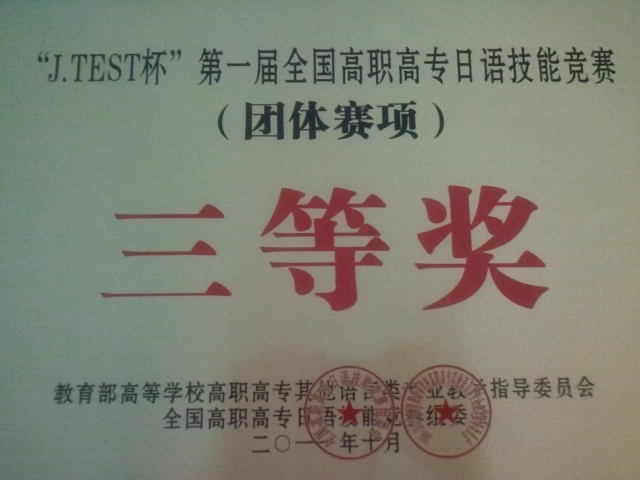 “J.TEST杯”第一届全国高职高专日语技能竞赛
（团体赛项）
三等奖
教育部高等学校高职高专其他语言类专业教学指导委员会
全国高职高专日语技能竞赛组委
二〇一 年十月